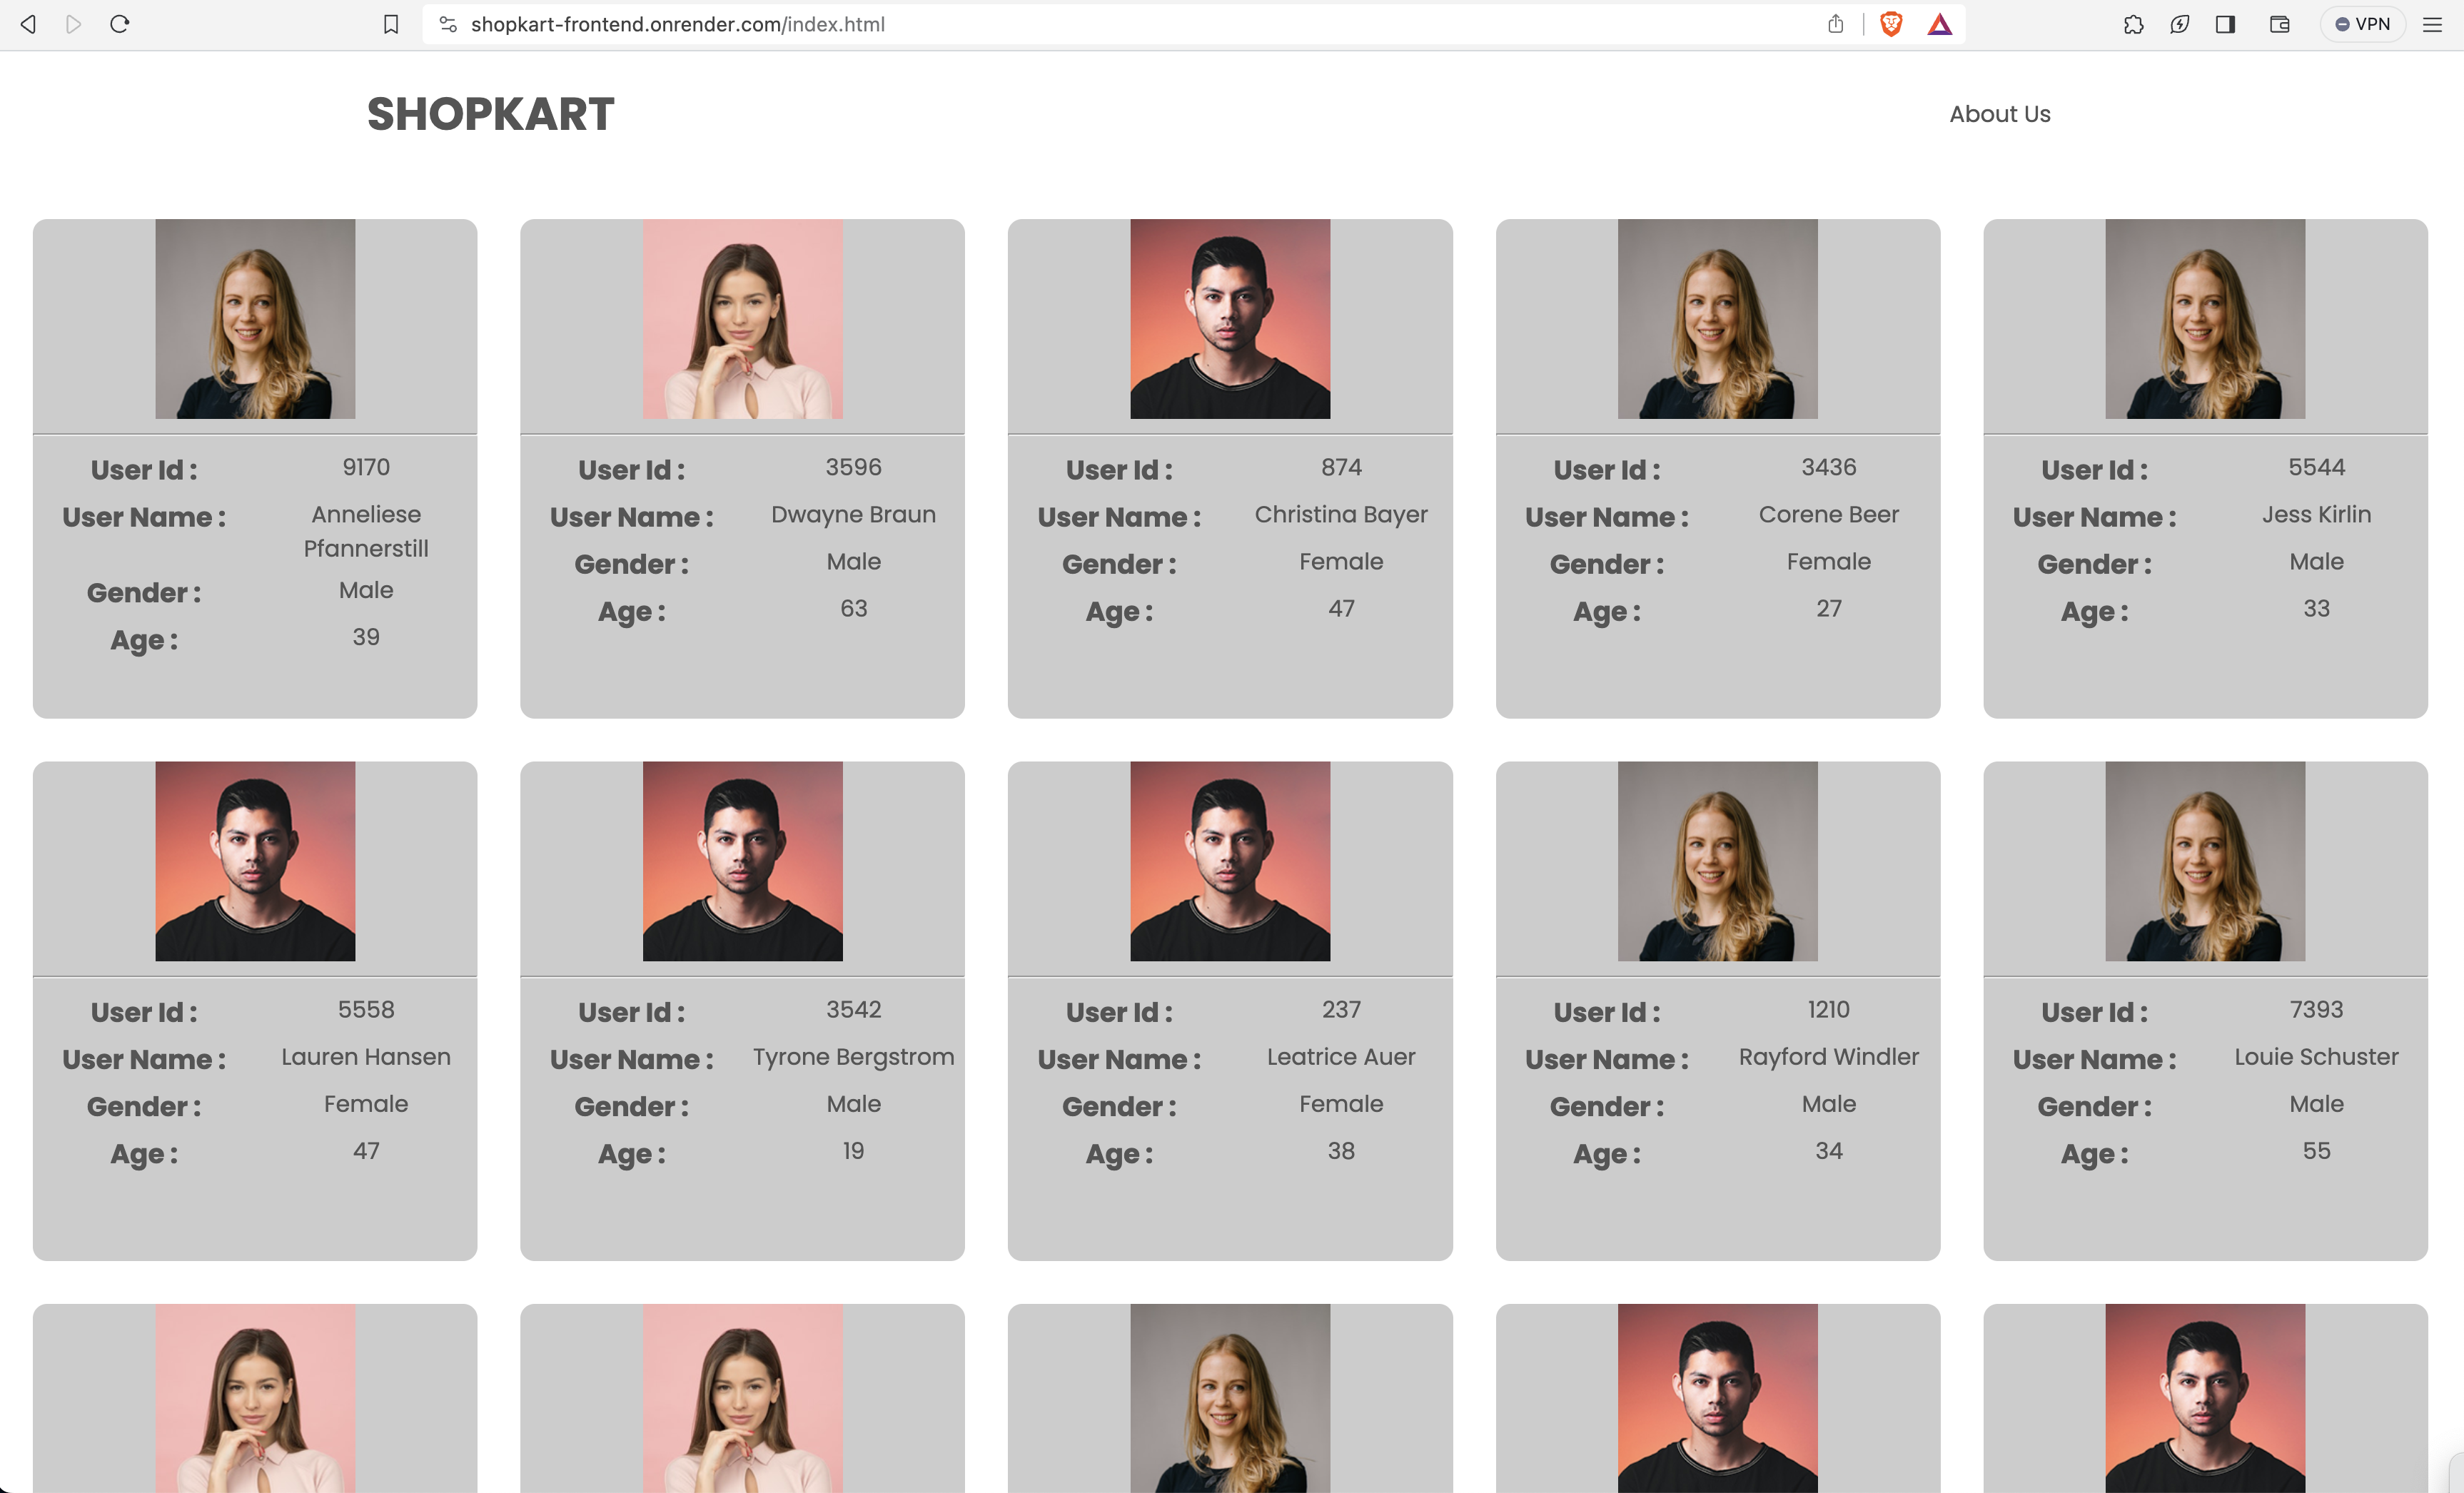 shopkart-frontend.onrender.com/index.html
VPN
SHOPKART
About Us
User Id : 9170
User Name : Anneliese
Pfannerstill
Gender : Male
Age : 39
User Id : 3596
User Name : Dwayne Braun
Gender : Male
Age : 63
User Id : 874
User Name : Christina Bayer
Gender : Female
Age : 47
User Id : 3436
User Name : Corene Beer
Gender : Female
Age : 27
User Id : 5544
User Name : Jess Kirlin
Gender : Male
Age : 33
User Id : 5558
User Name : Lauren Hansen
Gender : Female
Age : 47
User Id : 3542
User Name : Tyrone Bergstrom
Gender : Male
Age : 19
User Id : 237
User Name : Leatrice Auer
Gender : Female
Age : 38
User Id : 1210
User Name : Rayford Windler
Gender : Male
Age : 34
User Id : 7393
User Name : Louie Schuster
Gender : Male
Age : 55